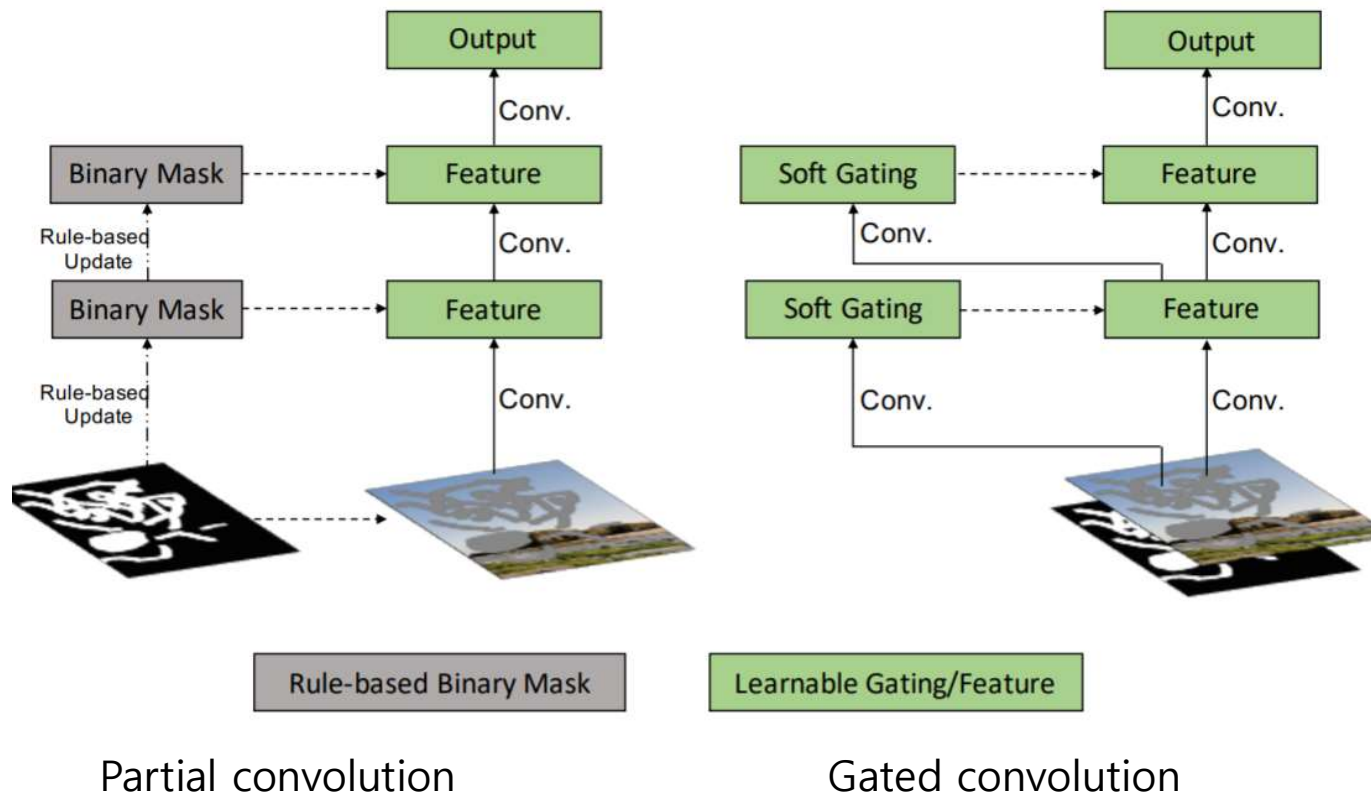 Output
Output
Conv.
Conv.
Binary Mask
Feature
Soft Gating
Feature
Rule-based
Update
Conv.
Conv.
Conv.
Binary Mask
Feature
Soft Gating
Feature
Rule-based
Update
Conv.
Conv.
Conv.
Rule-based Binary Mask
Learnable Gating/Feature
Partial convolution
Gated convolution